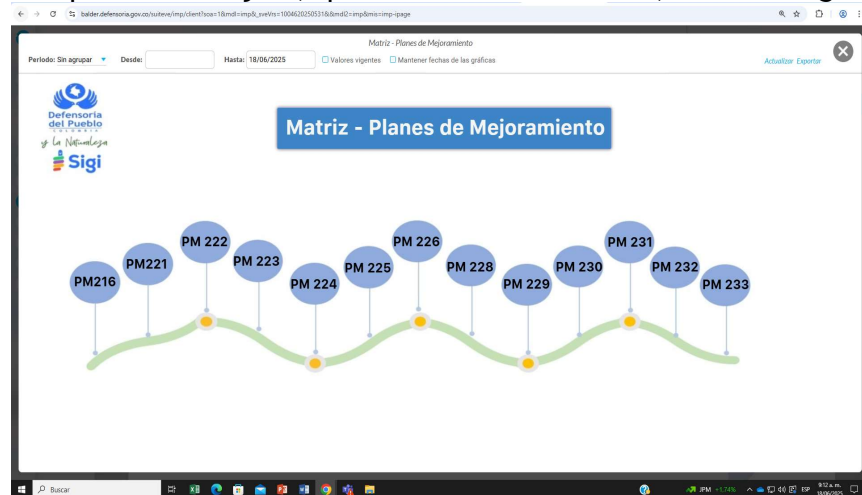 balder.defensoria.gov.co/suiteve/imp/client?soa=1&mdl=imp&_sveVrs=1004620250531&&mdl2=imp&mis=imp-ipage
Matriz - Planes de Mejoramiento
Periodo: Sin agrupar Desde: Hasta: 18/06/2025 Valores vigentes Mantener fechas de las gráficas Actualizar Exportar
Defensoría
del Pueblo
COLOMBIA
y la Naturaleza
Sigi
Matriz - Planes de Mejoramiento
PM216
PM221
PM 222
PM 223
PM 224
PM 225
PM 226
PM 228
PM 229
PM 230
PM 231
PM 232
PM 233
Buscar
JPM +1,74% ESP 9:12 a. m.
18/06/2025